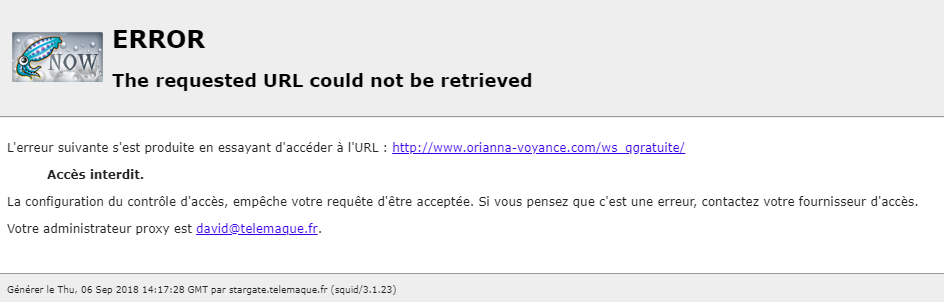 NOW
ERROR
The requested URL could not be retrieved
L'erreur suivante s'est produite en essayant d'accéder à l'URL : http://www.orianna-voyance.com/ws_qgratuite/
Accès interdit.
La configuration du contrôle d'accès, empêche votre requête d'être acceptée. Si vous pensez que c'est une erreur, contactez votre fournisseur d'accès.
Votre administrateur proxy est david@telemaque.fr.
Générer le Thu, 06 Sep 2018 14:17:28 GMT par stargate.telemaque.fr (squid/3.1.23)